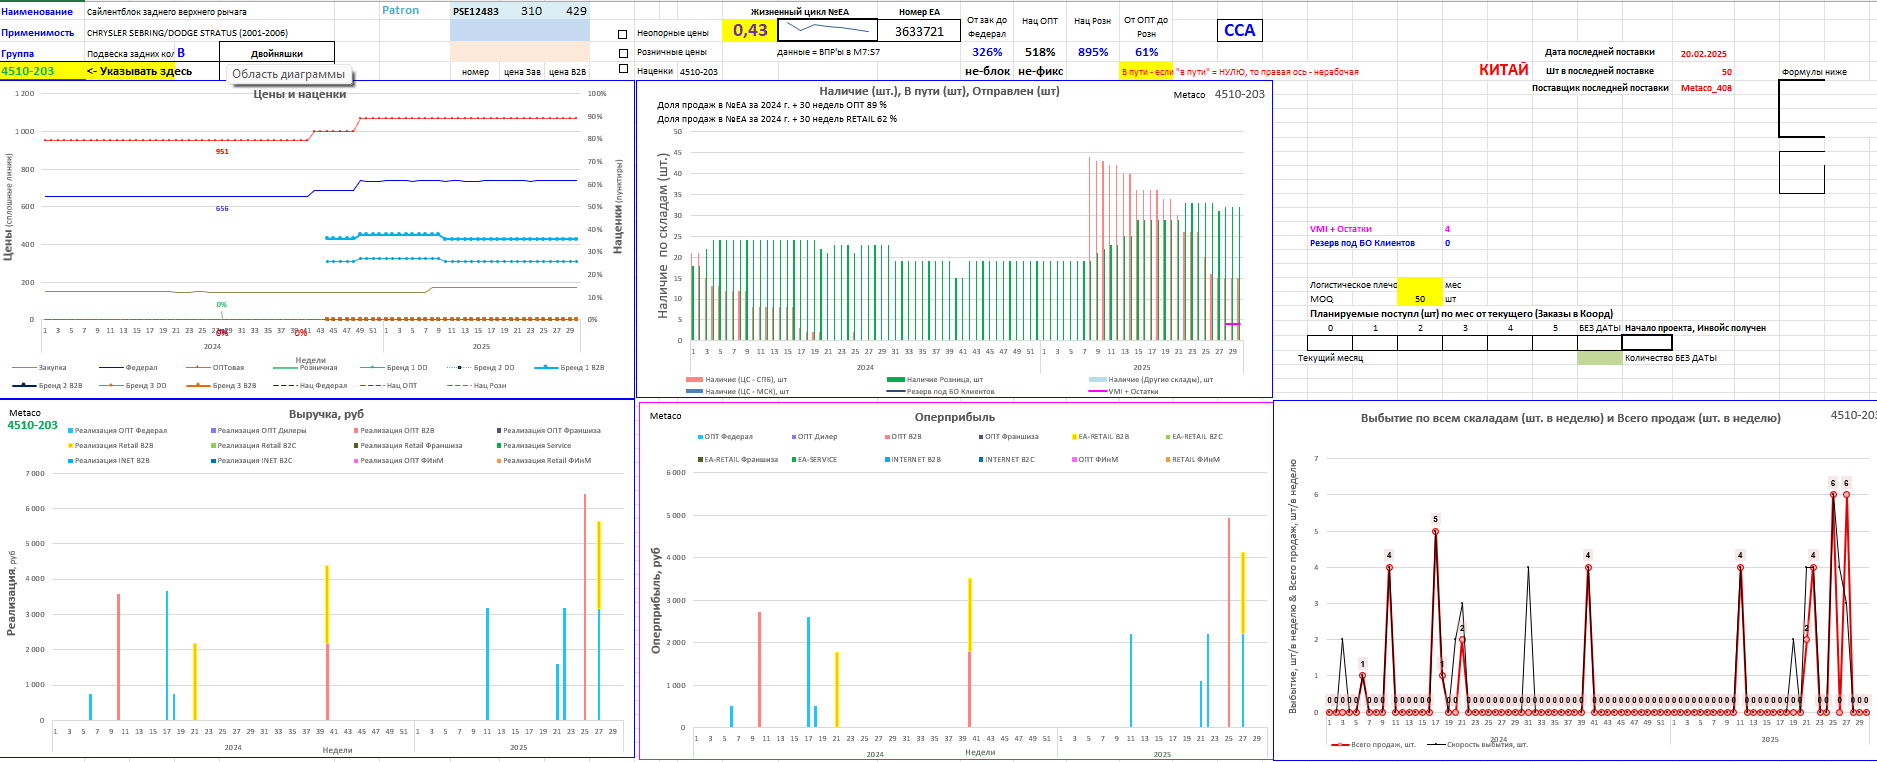 Наименование Сайлентблок заднего верхнего рычага Patron PSE12483 310 429
Применимость CHRYSLER SEBRING/DODGE STRATUS (2001-2006)
Группа Подвеска задних кол B Двойняшки
4510-203 <- Указывать здесь
Область диаграммы
номер цена Зав цена B2B
Жизненный цикл №EA Номер EA
Неопорные цены 0,43 3633721
Розничные цены данные = ВПР'ы в M7:S7
Наценки 4510-203
От зак до Федерал Нац ОПТ Нац Розн От ОПТ до Розн
326% 518% 895% 61%
не-блок не-фикс
В пути - если "в пути" = НУЛЮ, то правая ось - нерабочая
ССА
КИТАЙ
Дата последней поставки 20.02.2025
Шт в последней поставке 50
Поставщик последней поставки Metaco_408
Формулы ниже
Цены и наценки
Цены (сплошные линии)
Наценки (пунктиры)
1 200
1 000
800
600
400
200
0
100%
90%
80%
70%
60%
50%
40%
30%
20%
10%
0%
951
656
0%
0%
0%
1 3 5 7 9 11 13 15 17 19 21 23 25 27 29 31 33 35 37 39 41 43 45 47 49 51 1 3 5 7 9 11 13 15 17 19 21 23 25 27 29
2024 2025
Недели
Закупка Федерал ОПТовая Розничная Бренд 1 DD Бренд 2 DD Бренд 1 B2B
Бренд 2 B2B Бренд 3 DD Бренд 3 B2B Нац Федерал Нац ОПТ Нац Розн
Наличие (шт.), В пути (шт), Отправлен (шт)
Metaco 4510-203
Доля продаж в №EA за 2024 г. + 30 недель ОПТ 89 %
Доля продаж в №EA за 2024 г. + 30 недель RETAIL 62 %
Наличие по складам (шт.)
50
45
40
35
30
25
20
15
10
5
0
1 3 5 7 9 11 13 15 17 19 21 23 25 27 29 31 33 35 37 39 41 43 45 47 49 51 1 3 5 7 9 11 13 15 17 19 21 23 25 27 29
2024 2025
Наличие (ЦС - СПБ), шт Наличие Розница, шт Наличие (Другие склады), шт
Наличие (ЦС - МСК), шт Резерв под БО Клиентов VMI + Остатки
VMI + Остатки 4
Резерв под БО Клиентов 0
Логистическое плечо мес
MOQ 50 шт
Планируемые поступл (шт) по мес от текущего (Заказы в Коорд)
0 1 2 3 4 5 БЕЗ ДАТЫ Начало проекта, Инвойс получен
Текущий месяц Количество БЕЗ ДАТЫ
Metaco Выручка, руб
4510-203
Реализация ОПТ Федерал Реализация ОПТ Дилеры Реализация ОПТ B2B Реализация ОПТ Франшиза
Реализация Retail B2B Реализация Retail B2C Реализация Retail Франшиза Реализация Service
Реализация INET B2B Реализация INET B2C Реализация ОПТ ФИнМ Реализация Retail ФИнМ
Реализация, руб
7 000
6 000
5 000
4 000
3 000
2 000
1 000
0
1 3 5 7 9 11 13 15 17 19 21 23 25 27 29 31 33 35 37 39 41 43 45 47 49 51 1 3 5 7 9 11 13 15 17 19 21 23 25 27 29
2024 Недели 2025
Metaco Оперприбыль
ОПТ Федерал ОПТ Дилер ОПТ B2B ОПТ Франшиза EA-RETAIL B2B EA-RETAIL B2C
EA-RETAIL Франшиза EA-SERVICE INTERNET B2B INTERNET B2C ОПТ ФИнМ RETAIL ФИнМ
Оперприбыль, руб
6 000
5 000
4 000
3 000
2 000
1 000
0
1 3 5 7 9 11 13 15 17 19 21 23 25 27 29 31 33 35 37 39 41 43 45 47 49 51 1 3 5 7 9 11 13 15 17 19 21 23 25 27 29
2024 Недели 2025
Выбытие по всем скаладам (шт. в неделю) и Всего продаж (шт. в неделю) 4510-203
Выбытие, шт/в неделю & Всего продаж, шт/в неделю
7
6
5
4
3
2
1
0
1 4 5 1 2 4 4 2 4 6 6
1 3 5 7 9 11 13 15 17 19 21 23 25 27 29 31 33 35 37 39 41 43 45 47 49 51 1 3 5 7 9 11 13 15 17 19 21 23 25 27 29
2024 2025
Всего продаж, шт. Скорость выбытия, шт.